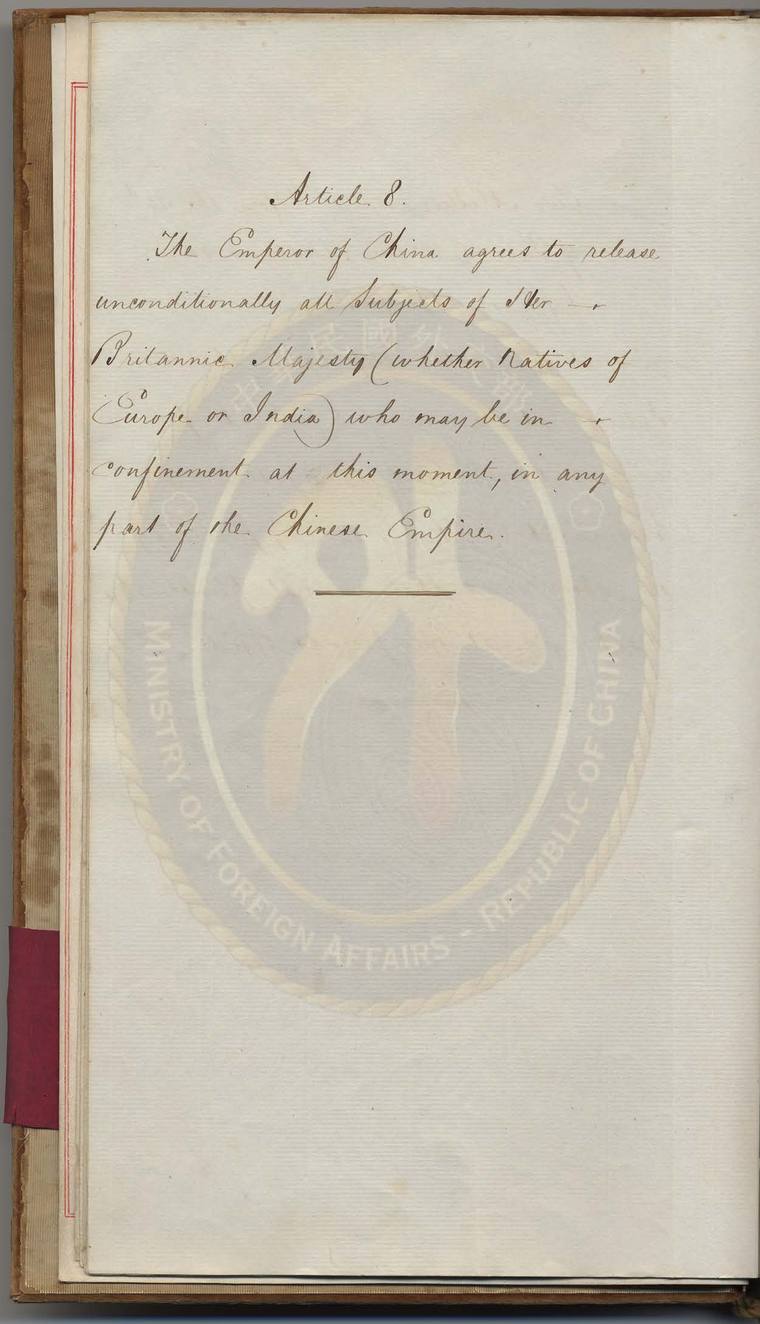 Article 8.
The Emperor of China agrees to release
unconditionally all Subjects of Her
Britannic Majesty (whether Natives of
Europe or India) who may be in
confinement at this moment, in any
part of the Chinese Empire.
MINISTRY OF FOREIGN AFFAIRS - REPUBLIC OF CHINA